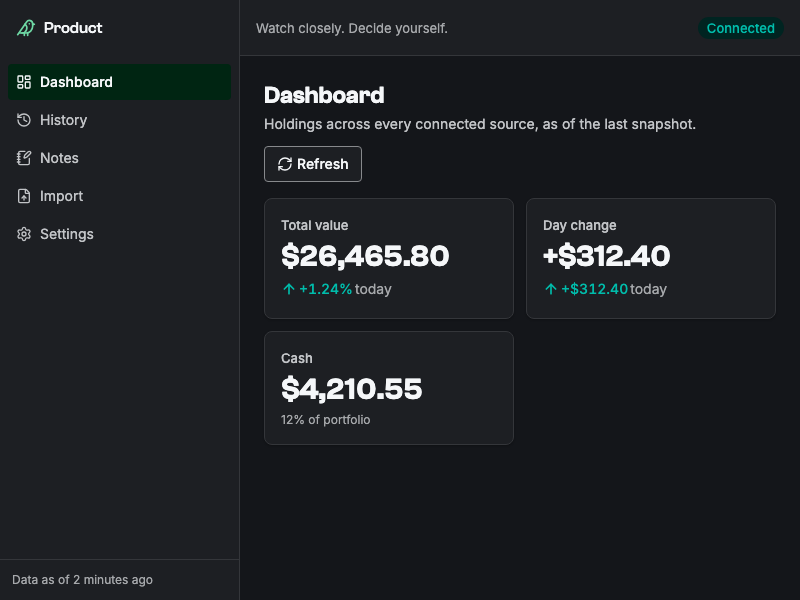 Product
Watch closely. Decide yourself.
Connected
Dashboard
History
Notes
Import
Settings
Dashboard
Holdings across every connected source, as of the last snapshot.
Refresh
Total value
$26,465.80
+1.24% today
Day change
+$312.40
+$312.40 today
Cash
$4,210.55
12% of portfolio
Data as of 2 minutes ago